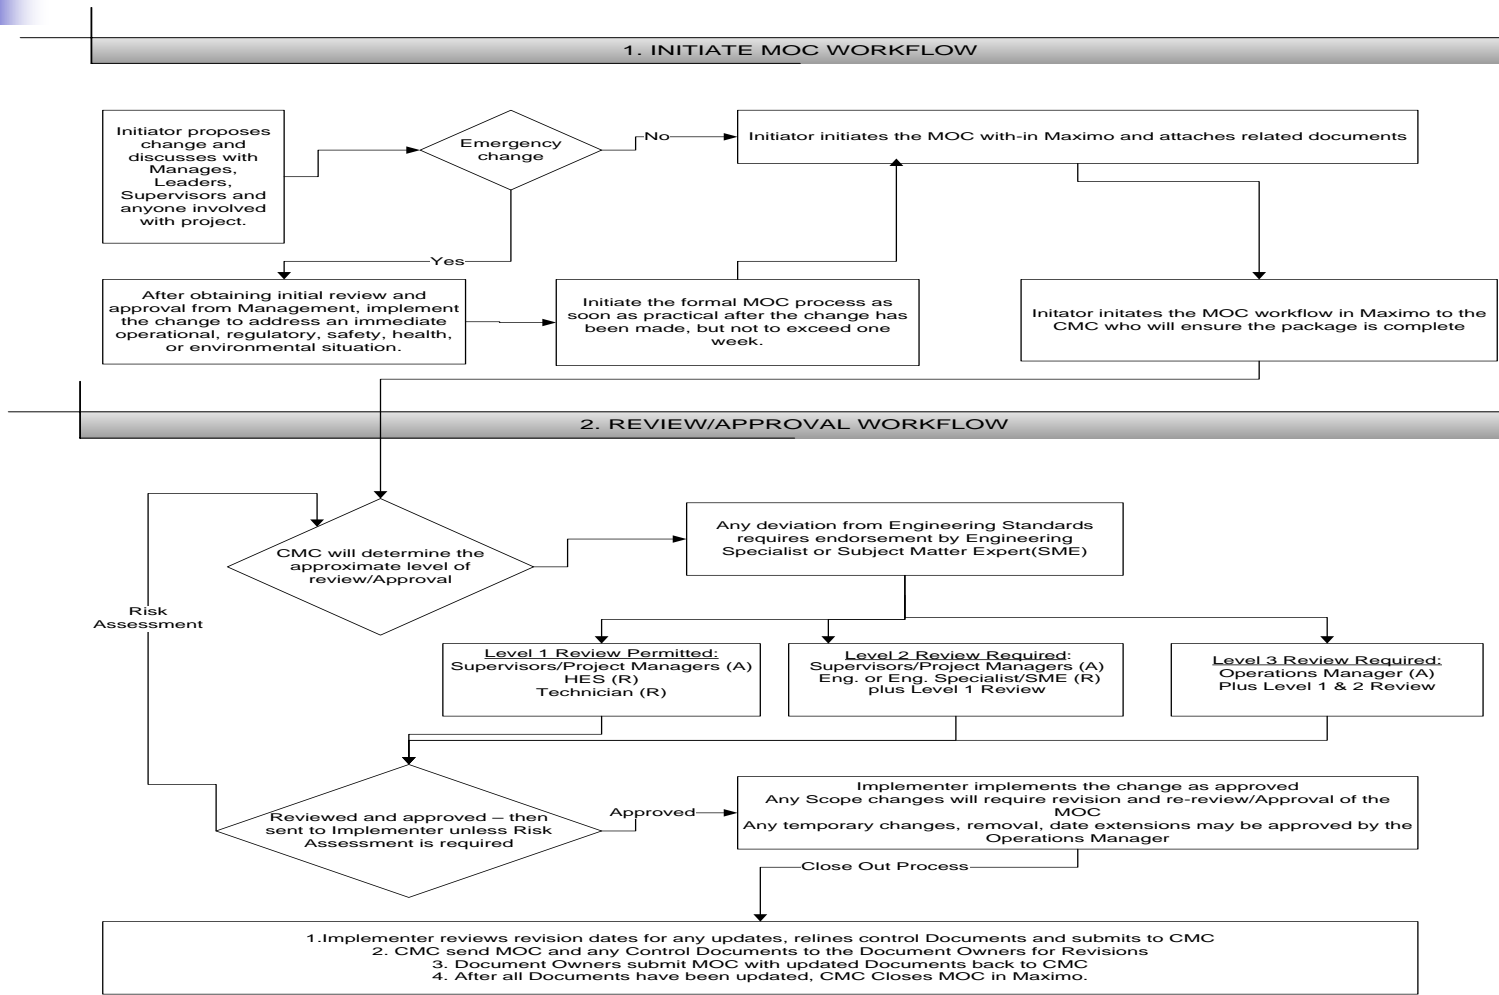 1. INITIATE MOC WORKFLOW
Initiator proposes
change and
discusses with
Manages,
Leaders,
Supervisors and
anyone involved
with project.
Emergency
change
No
Initiator initiates the MOC with-in Maximo and attaches related documents
Yes
After obtaining initial review and
approval from Management, implement
the change to address an immediate
operational, regulatory, safety, health,
or environmental situation.
Initiate the formal MOC process as
soon as practical after the change has
been made, but not to exceed one
week.
Initator initates the MOC workflow in Maximo to the
CMC who will ensure the package is complete
2. REVIEW/APPROVAL WORKFLOW
CMC will determine the
approximate level of
review/Approval
Any deviation from Engineering Standards
requires endorsement by Engineering
Specialist or Subject Matter Expert(SME)
Risk
Assessment
Level 1 Review Permitted:
Supervisors/Project Managers (A)
HES (R)
Technician (R)
Level 2 Review Required:
Supervisors/Project Managers (A)
Eng. or Eng. Specialist/SME (R)
plus Level 1 Review
Level 3 Review Required:
Operations Manager (A)
Plus Level 1 & 2 Review
Reviewed and approved – then
sent to Implementer unless Risk
Assessment is required
Approved
Implementer implements the change as approved
Any Scope changes will require revision and re-review/Approval of the
MOC
Any temporary changes, removal, date extensions may be approved by the
Operations Manager
Close Out Process
1.Implementer reviews revision dates for any updates, relines control Documents and submits to CMC
2. CMC send MOC and any Control Documents to the Document Owners for Revisions
3. Document Owners submit MOC with updated Documents back to CMC
4. After all Documents have been updated, CMC Closes MOC in Maximo.